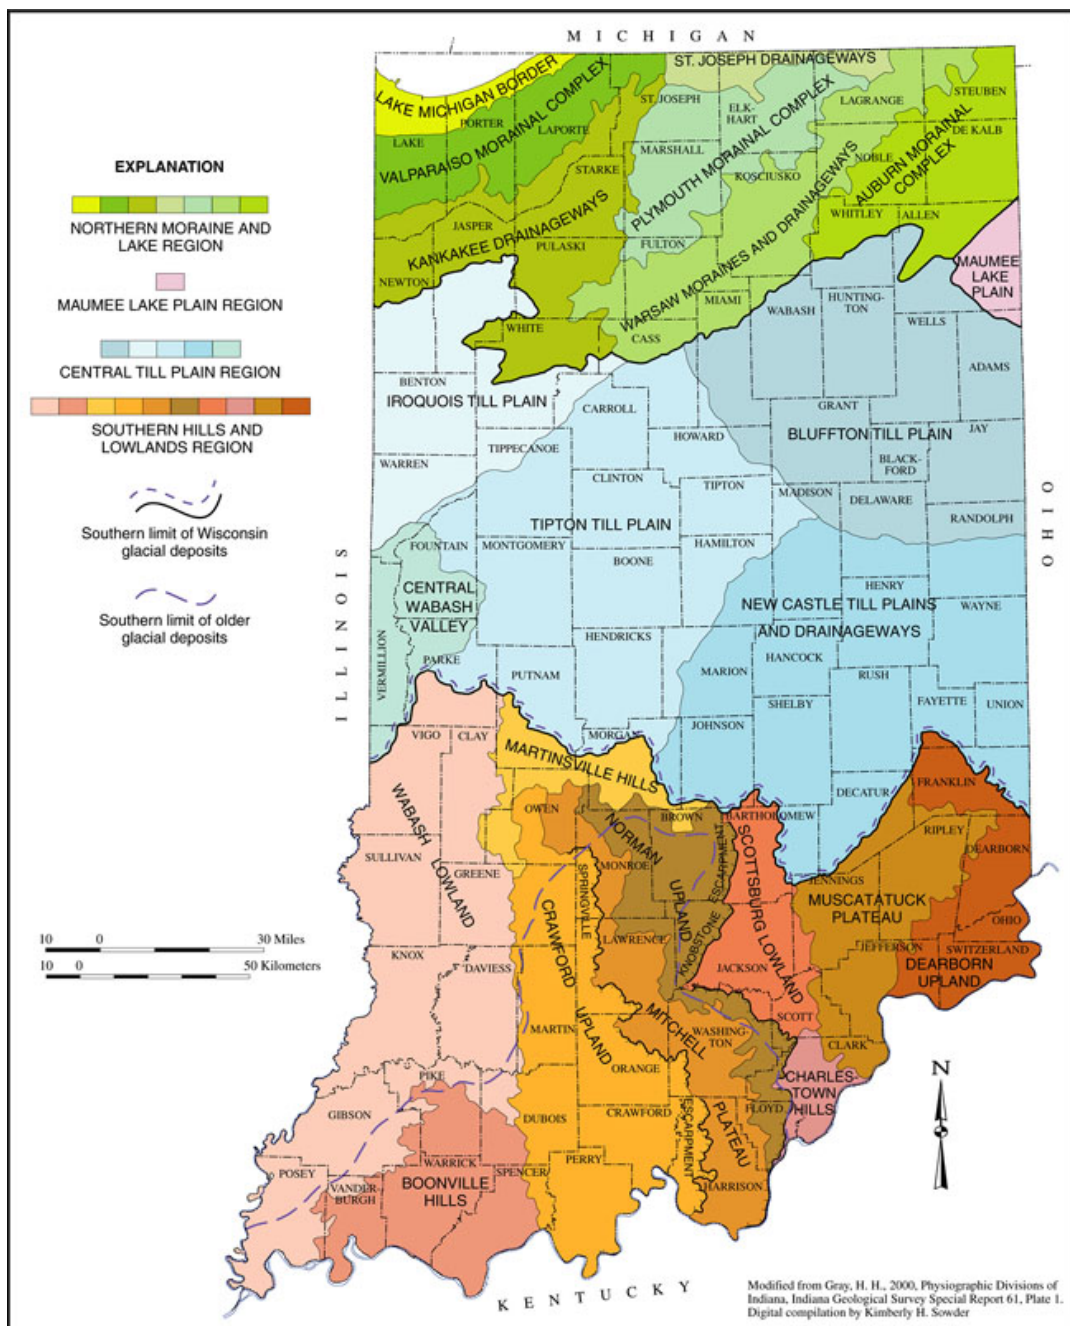 MICHIGAN
EXPLANATION
NORTHERN MORAINE AND
LAKE REGION
MAUMEE LAKE PLAIN REGION
CENTRAL TILL PLAIN REGION
SOUTHERN HILLS AND
LOWLANDS REGION
Southern limit of Wisconsin
glacial deposits
Southern limit of older
glacial deposits
ILLINOIS
OHIO
KENTUCKY
LAKE MICHIGAN BORDER
VALPARAISO MORAINAL COMPLEX
ST. JOSEPH DRAINAGEWAYS
KANKAKEE DRAINAGEWAYS
PLYMOUTH MORAINAL COMPLEX
WARSAW MORAINES AND DRAINAGEWAYS
AUBURN MORAINAL
COMPLEX
MAUMEE
LAKE
PLAIN
LAKE
PORTER
LAPORTE
ST. JOSEPH
ELK-
HART
LAGRANGE
STEUBEN
DE KALB
NOBLE
MARSHALL
KOSCIUSKO
STARKE
JASPER
PULASKI
FULTON
WHITLEY
ALLEN
NEWTON
WHITE
CASS
MIAMI
WABASH
HUNTING-
TON
WELLS
ADAMS
BENTON
IROQUOIS TILL PLAIN
CARROLL
HOWARD
GRANT
BLUFFTON TILL PLAIN
JAY
BLACK-
FORD
WARREN
TIPPECANOE
CLINTON
TIPTON
MADISON
DELAWARE
RANDOLPH
TIPTON TILL PLAIN
FOUNTAIN
MONTGOMERY
BOONE
HAMILTON
CENTRAL
WABASH
VALLEY
HENRY
NEW CASTLE TILL PLAINS
AND DRAINAGEWAYS
WAYNE
VERMILLION
PARKE
PUTNAM
HENDRICKS
MARION
HANCOCK
RUSH
FAYETTE
UNION
SHELBY
JOHNSON
MORGAN
VIGO
CLAY
MARTINSVILLE HILLS
DECATUR
FRANKLIN
WABASH
LOWLAND
OWEN
NORMAN
UPLAND
BROWN
BARTHOLOMEW
RIPLEY
DEARBORN
SULLIVAN
GREENE
MONROE
SPRINGVILLE
ESCARPMENT
KNOBSTONE
ESCARPMENT
SCOTTSBURG LOWLAND
JENNINGS
MUSCATATUCK
PLATEAU
OHIO
CRAWFORD
UPLAND
LAWRENCE
JACKSON
JEFFERSON
SWITZERLAND
DEARBORN
UPLAND
KNOX
DAVIESS
MARTIN
MITCHELL
PLATEAU
WASHING-
TON
SCOTT
CLARK
ORANGE
CHARLES-
TOWN
HILLS
PIKE
GIBSON
DUBOIS
CRAWFORD
FLOYD
POSEY
VANDER-
BURGH
WARRICK
BOONVILLE
HILLS
SPENCER
PERRY
HARRISON
10 0 30 Miles
10 0 50 Kilometers
N
Modified from Gray, H. H., 2000, Physiographic Divisions of
Indiana, Indiana Geological Survey Special Report 61, Plate 1.
Digital compilation by Kimberly H. Sowder